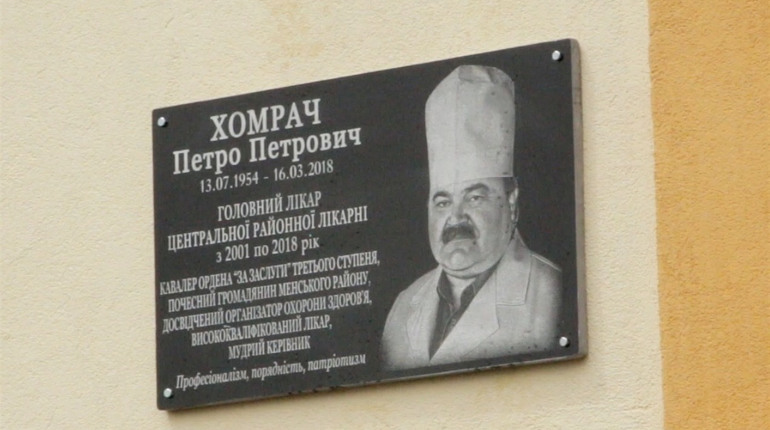 ХОМРАЧ
Петро Петрович
13.07.1954 - 16.03.2018
ГОЛОВНИЙ ЛІКАР
ЦЕНТРАЛЬНОЇ РАЙОННОЇ ЛІКАРНІ
з 2001 по 2018 рік
КАВАЛЕР ОРДЕНА "ЗА ЗАСЛУГИ" ТРЕТЬОГО СТУПЕНЯ,
ПОЧЕСНИЙ ГРОМАДЯНИН МЕНСЬКОГО РАЙОНУ,
ДОСВІДЧЕНИЙ ОРГАНІЗАТОР ОХОРОНИ ЗДОРОВ'Я,
ВИСОКОКВАЛІФІКОВАНИЙ ЛІКАР,
МУДРИЙ КЕРІВНИК
Професіоналізм, порядність, патріотизм